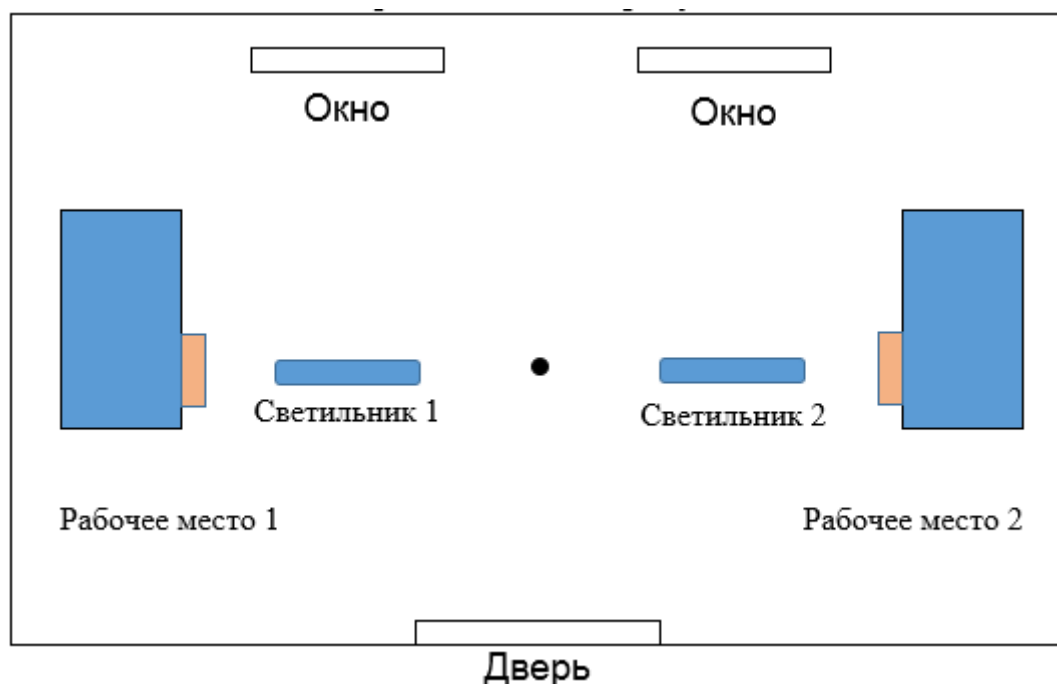 Окно
Окно
Светильник 1
Светильник 2
Рабочее место 1
Рабочее место 2
Дверь